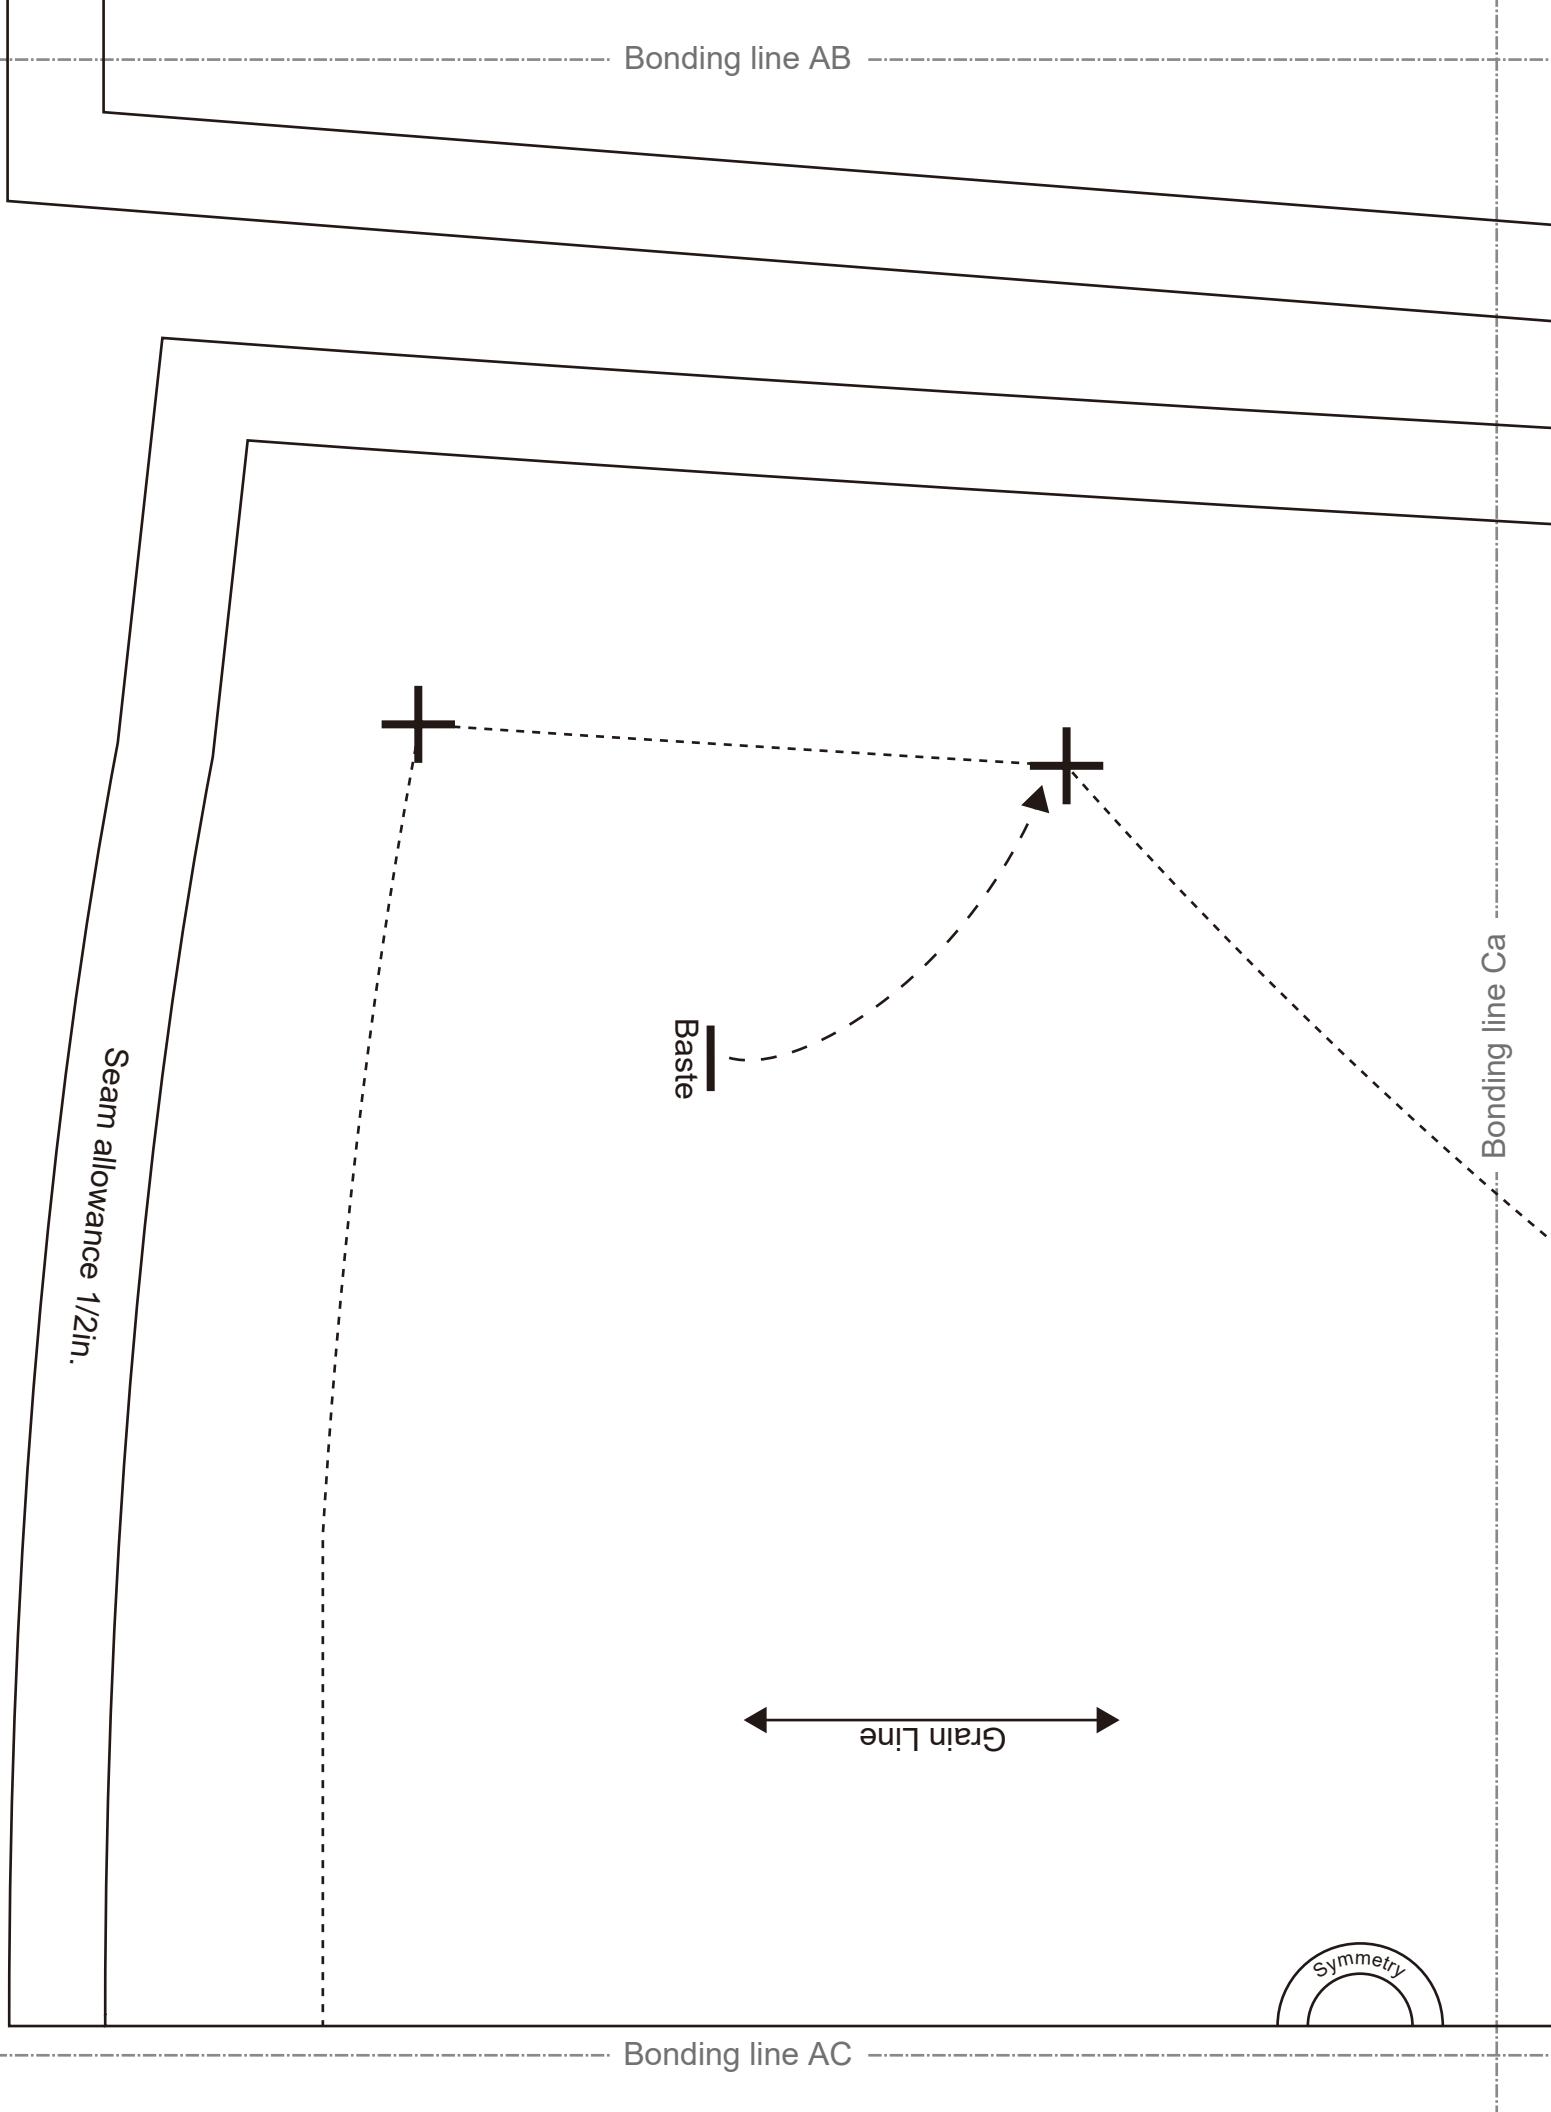 Bonding line AB
Bonding line Ca
Baste
Seam allowance 1/2in.
Grain Line
Symmetry
Bonding line AC